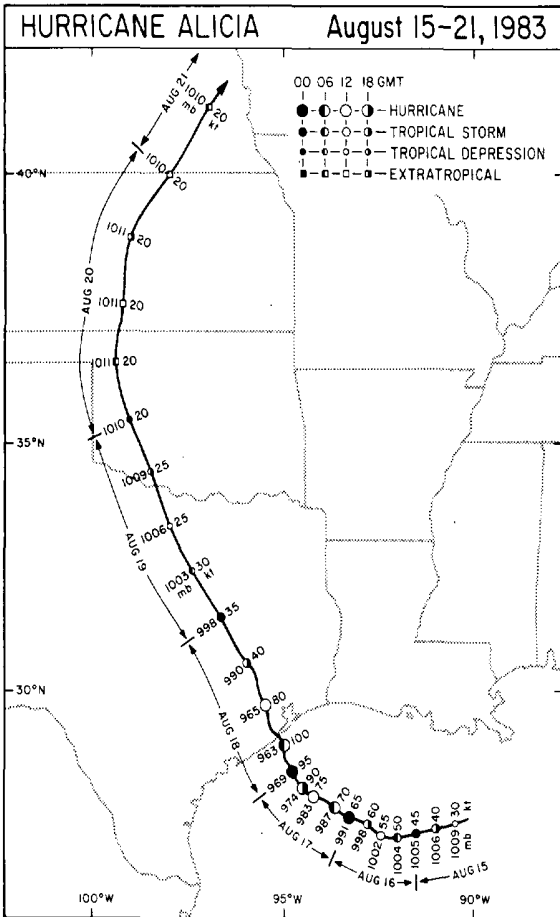 HURRICANE ALICIA August 15-21, 1983
00 06 12 18 GMT
HURRICANE
TROPICAL STORM
TROPICAL DEPRESSION
EXTRATROPICAL
AUG 21
1010 20
mb kt
40°N
1010 20
1011 20
AUG 20
1011 20
1011 20
1010 20
35°N
1009 25
1006 25
AUG 19
1003 30
mb kt
998 35
990 40
30°N
965 80
AUG 18
963 100
969 95
974 90
983 75
987 70
991 65
998 60
1002 55
1004 50
1005 45
1006 40
1009 30
mb kt
AUG 17
AUG 16
AUG 15
100°W 95°W 90°W